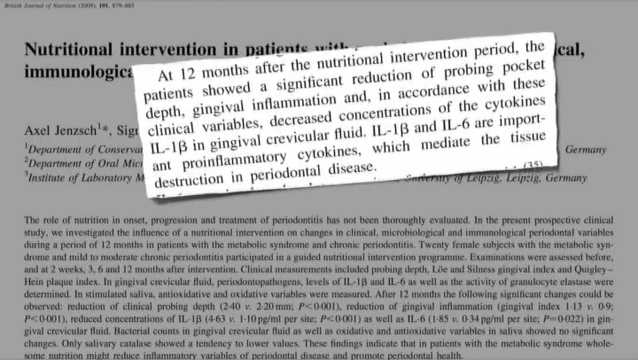 British Journal of Nutrition (2009), 101, 879–885
Nutritional intervention in patients
immunologic
At 12 months after the nutritional intervention period, the
patients showed a significant reduction of probing pocket
depth, gingival inflammation and, in accordance with these
clinical variables, decreased concentrations of the cytokines
IL-1β in gingival crevicular fluid. IL-1β and IL-6 are import-
ant proinflammatory cytokines, which mediate the tissue
destruction in periodontal disease.
Axel Jenzsch¹*,
¹Department of
Germany
²Department of Oral
³Institute of Laboratory
University of Leipzig, Leipzig, Germany
The role of nutrition in onset, progression and treatment of periodontitis has not been thoroughly evaluated. In the present prospective clinical
study, we investigated the influence of a nutritional intervention on changes in clinical, microbiological and immunological periodontal variables
during a period of 12 months in patients with the metabolic syndrome and chronic periodontitis. Twenty female subjects with the metabolic syn-
drome and mild to moderate chronic periodontitis participated in a guided nutritional intervention programme. Examinations were assessed before,
and at 2 weeks, 3, 6 and 12 months after intervention. Clinical measurements included probing depth, Löe and Silness gingival index and Quigley–
Hein plaque index. In gingival crevicular fluid, periodontopathogens, levels of IL-1β and IL-6 as well as the activity of granulocyte elastase were
determined. In stimulated saliva, antioxidative and oxidative variables were measured. After 12 months the following significant changes could be
observed: reduction of clinical probing depth (2·40 v. 2·20 mm; P<0·001), reduction of gingival inflammation (gingival index 1·13 v. 0·9;
P<0·001), reduced concentrations of IL-1β (4·63 v. 1·10 pg/ml per site; P<0·001) as well as IL-6 (1·85 v. 0·34 pg/ml per site; P=0·022) in gin-
gival crevicular fluid. Bacterial counts in gingival crevicular fluid as well as oxidative and antioxidative variables in saliva showed no significant
changes. Only salivary catalase showed a tendency to lower values. These findings indicate that in patients with the metabolic syndrome whole-
some nutrition might reduce inflammatory variables of periodontal disease and promote periodontal health.